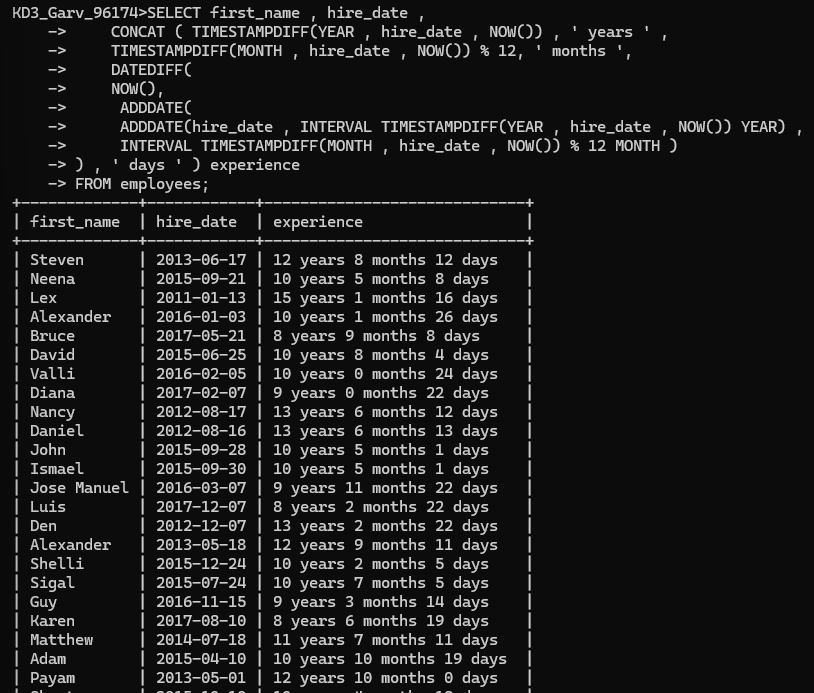 KD3_Garv_96174>SELECT first_name , hire_date ,
    ->     CONCAT ( TIMESTAMPDIFF(YEAR , hire_date , NOW()) , ' years ' ,
    ->     TIMESTAMPDIFF(MONTH , hire_date , NOW()) % 12, ' months ',
    ->     DATEDIFF(
    ->     NOW(),
    ->      ADDDATE(
    ->      ADDDATE(hire_date , INTERVAL TIMESTAMPDIFF(YEAR , hire_date , NOW()) YEAR) ,
    ->      INTERVAL TIMESTAMPDIFF(MONTH , hire_date , NOW()) % 12 MONTH )
    -> ) , ' days ' ) experience
    -> FROM employees;
+-------------+------------+-----------------------------+
| first_name  | hire_date  | experience                  |
+-------------+------------+-----------------------------+
| Steven      | 2013-06-17 | 12 years 8 months 12 days   |
| Neena       | 2015-09-21 | 10 years 5 months 8 days    |
| Lex         | 2011-01-13 | 15 years 1 months 16 days   |
| Alexander   | 2016-01-03 | 10 years 1 months 26 days   |
| Bruce       | 2017-05-21 | 8 years 9 months 8 days     |
| David       | 2015-06-25 | 10 years 8 months 4 days    |
| Valli       | 2016-02-05 | 10 years 0 months 24 days   |
| Diana       | 2017-02-07 | 9 years 0 months 22 days    |
| Nancy       | 2012-08-17 | 13 years 6 months 12 days   |
| Daniel      | 2012-08-16 | 13 years 6 months 13 days   |
| John        | 2015-09-28 | 10 years 5 months 1 days    |
| Ismael      | 2015-09-30 | 10 years 5 months 1 days    |
| Jose Manuel | 2016-03-07 | 9 years 11 months 22 days   |
| Luis        | 2017-12-07 | 8 years 2 months 22 days    |
| Den         | 2012-12-07 | 13 years 2 months 22 days   |
| Alexander   | 2013-05-18 | 12 years 9 months 11 days   |
| Shelli      | 2015-12-24 | 10 years 2 months 5 days    |
| Sigal       | 2015-07-24 | 10 years 7 months 5 days    |
| Guy         | 2016-11-15 | 9 years 3 months 14 days    |
| Karen       | 2017-08-10 | 8 years 6 months 19 days    |
| Matthew     | 2014-07-18 | 11 years 7 months 11 days   |
| Adam        | 2015-04-10 | 10 years 10 months 19 days  |
| Payam       | 2013-05-01 | 12 years 10 months 0 days   |